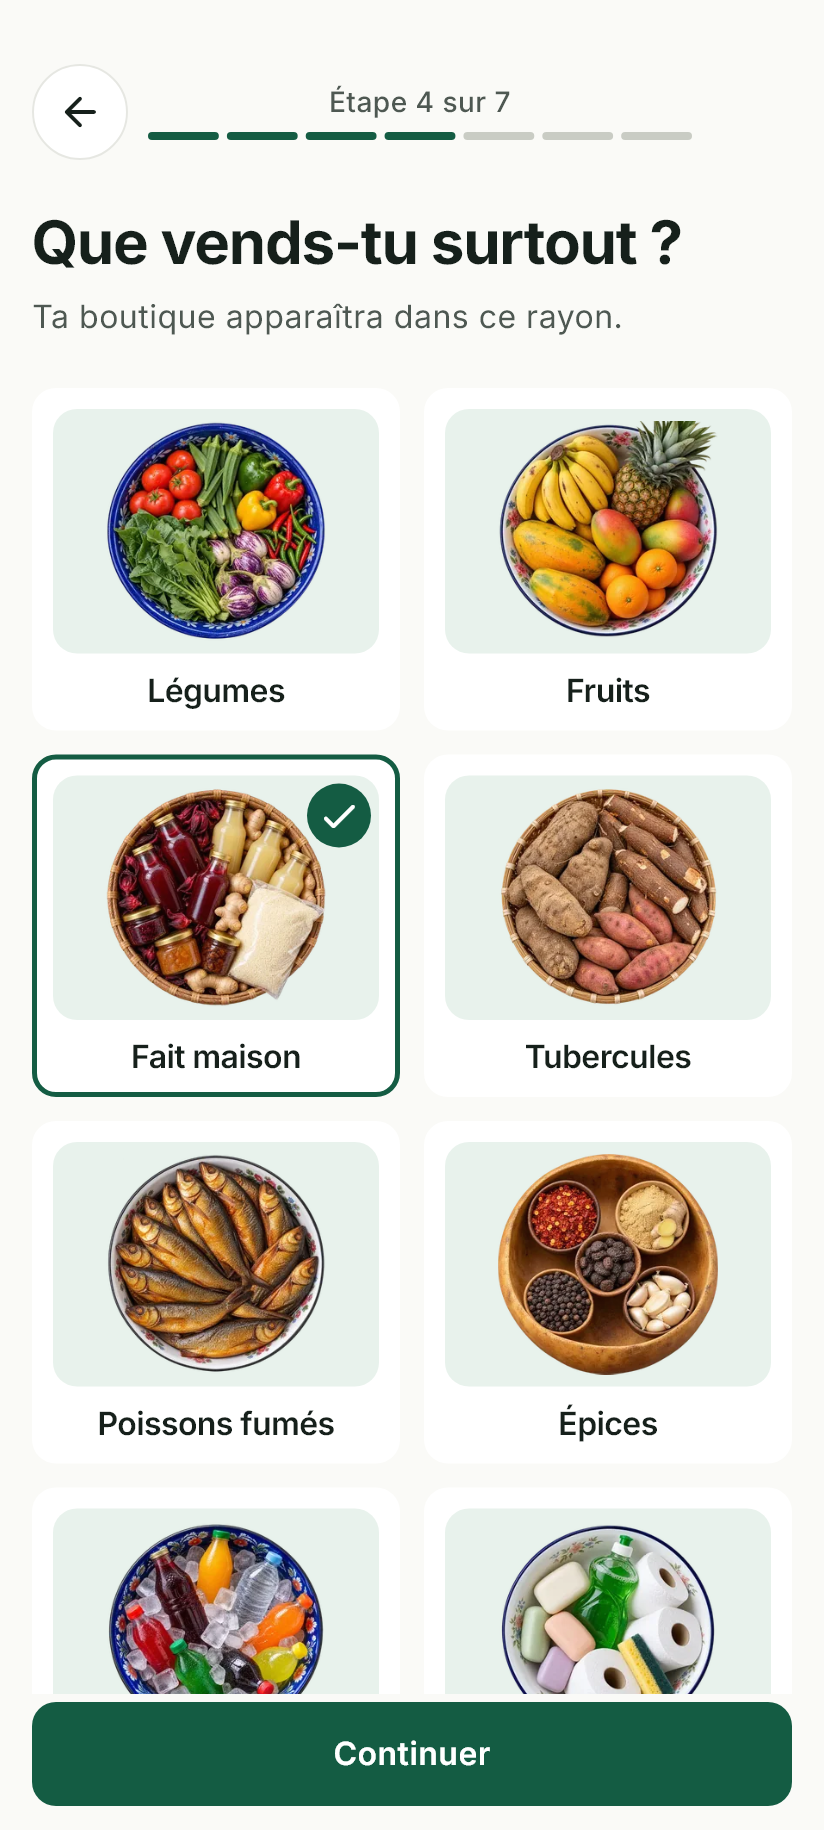 Étape 4 sur 7
Que vends-tu surtout ?
Ta boutique apparaîtra dans ce rayon.
Légumes
Fruits
Fait maison
Tubercules
Poissons fumés
Épices
Continuer